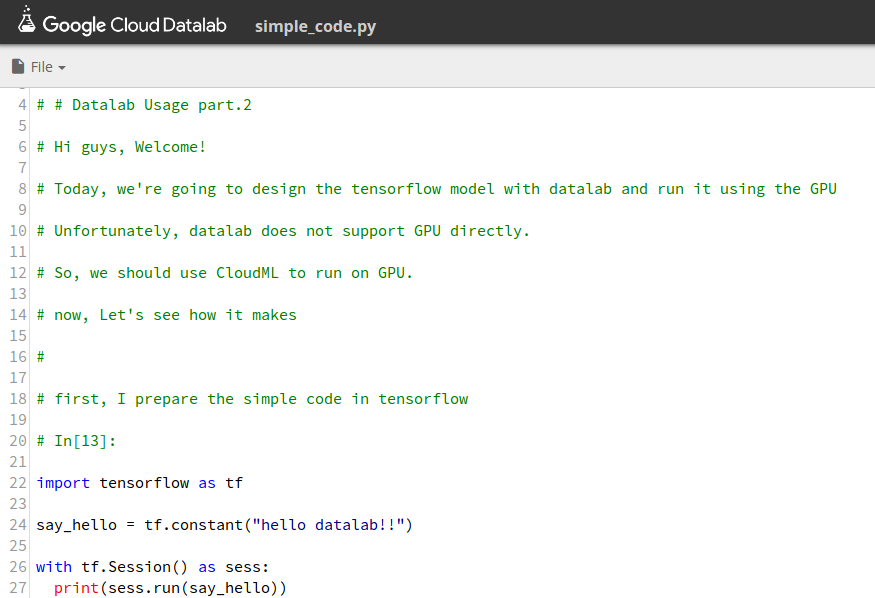 Google Cloud Datalab simple_code.py
File
4 # # Datalab Usage part.2
5
6 # Hi guys, Welcome!
7
8 # Today, we're going to design the tensorflow model with datalab and run it using the GPU
9
10 # Unfortunately, datalab does not support GPU directly.
11
12 # So, we should use CloudML to run on GPU.
13
14 # now, Let's see how it makes
15
16 #
17
18 # first, I prepare the simple code in tensorflow
19
20 # In[13]:
21
22 import tensorflow as tf
23
24 say_hello = tf.constant("hello datalab!!")
25
26 with tf.Session() as sess:
27   print(sess.run(say_hello))